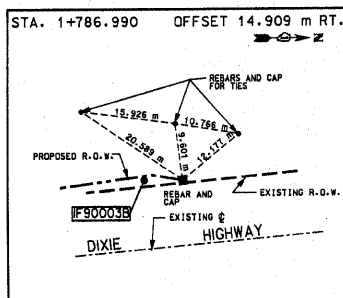 STA. 1+786.990 OFFSET 14.909 m RT.
N
REBARS AND CAP
FOR TIES
15.926 m
10.766 m
20.589 m
9.601 m
12.177 m
PROPOSED R.O.W.
REBAR AND
CAP
EXISTING R.O.W.
IF90003B
EXISTING ℄
DIXIE HIGHWAY